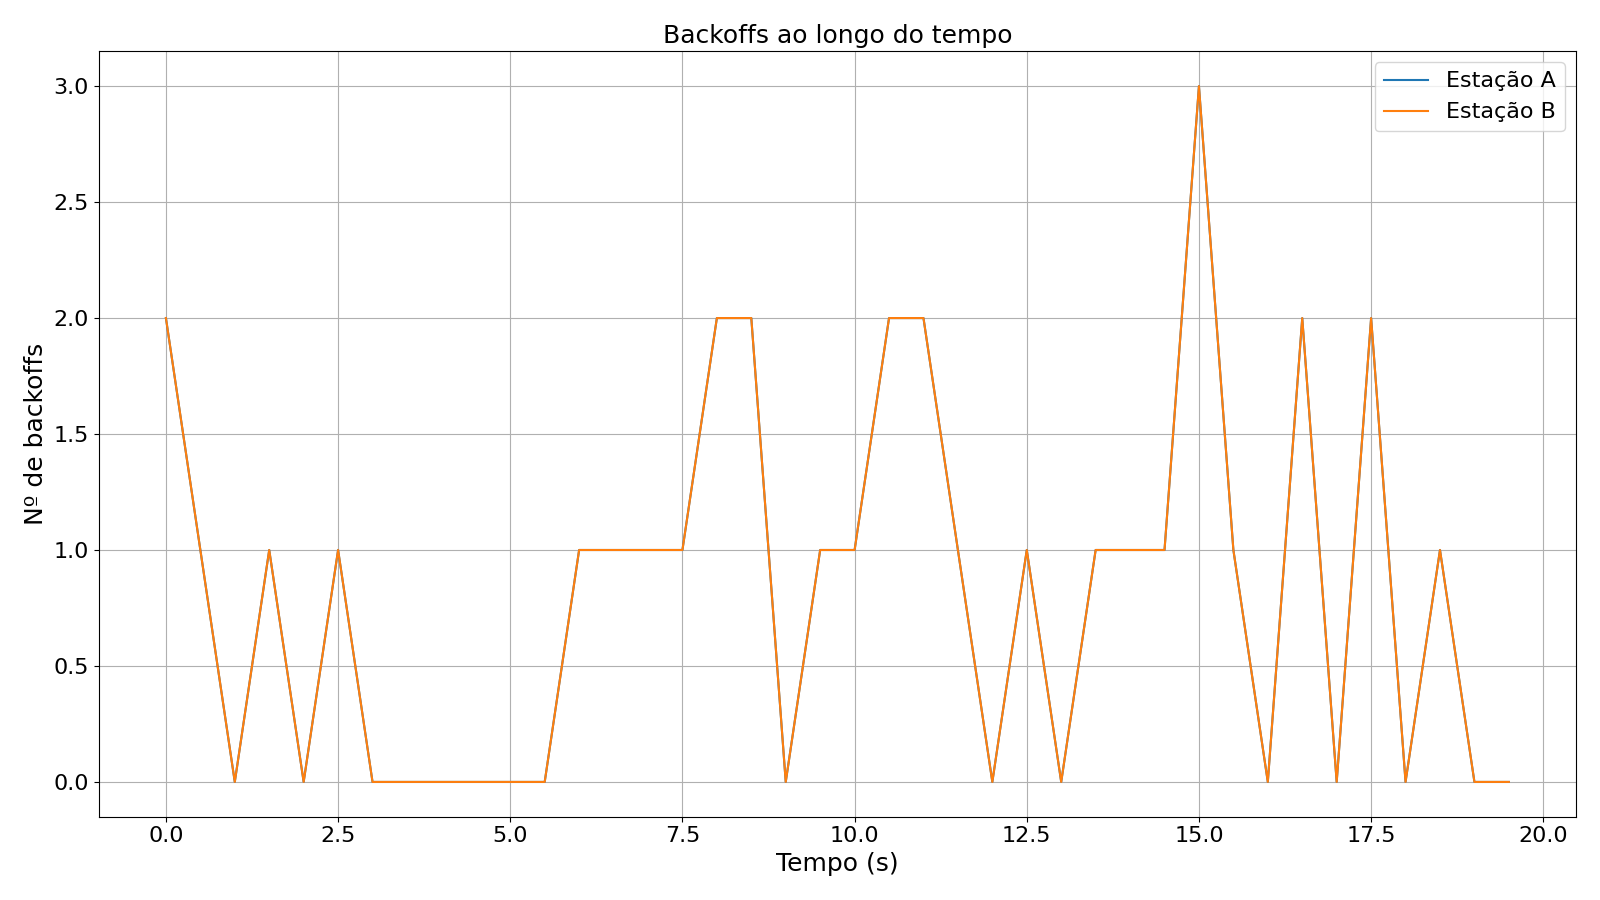 Backoffs ao longo do tempo
Estação A
Estação B
Nº de backoffs
3.0
2.5
2.0
1.5
1.0
0.5
0.0
0.0 2.5 5.0 7.5 10.0 12.5 15.0 17.5 20.0
Tempo (s)